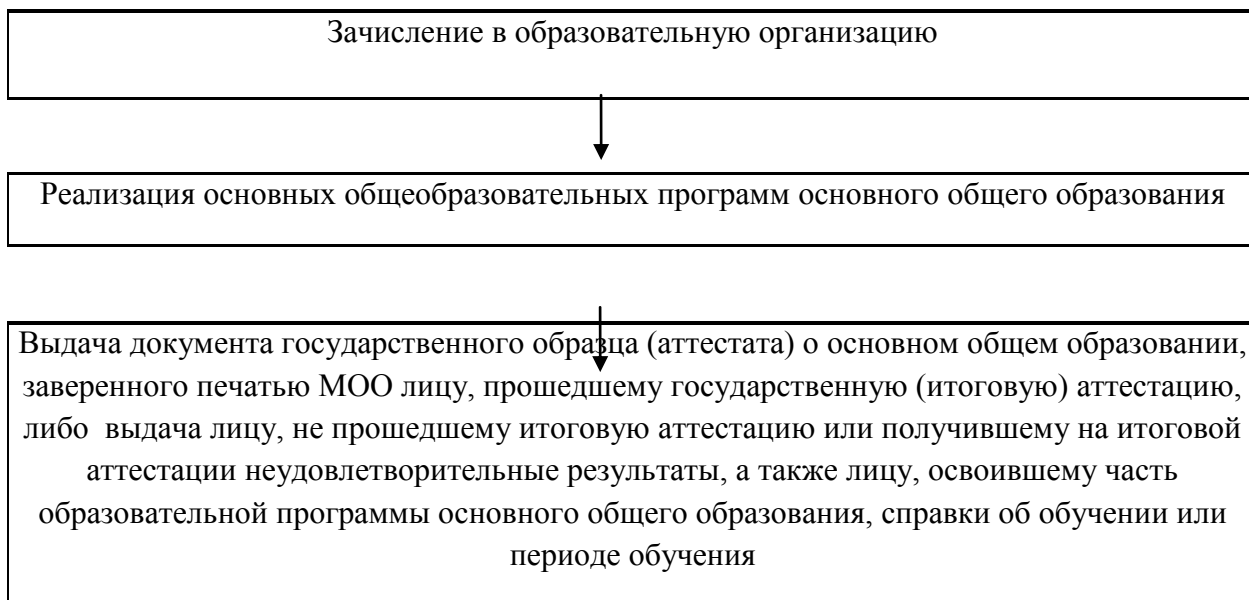 Зачисление в образовательную организацию
Реализация основных общеобразовательных программ основного общего образования
Выдача документа государственного образца (аттестата) о основном общем образовании,
заверенного печатью МОО лицу, прошедшему государственную (итоговую) аттестацию,
либо выдача лицу, не прошедшему итоговую аттестацию или получившему на итоговой
аттестации неудовлетворительные результаты, а также лицу, освоившему часть
образовательной программы основного общего образования, справки об обучении или
периоде обучения